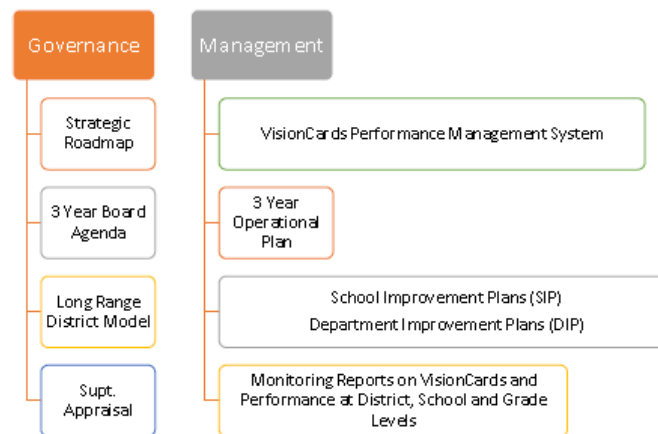 Governance
Management
Strategic
Roadmap
VisionCards Performance Management System
3 Year Board
Agenda
3 Year
Operational
Plan
Long Range
District Model
School Improvement Plans (SIP)
Department Improvement Plans (DIP)
Supt.
Appraisal
Monitoring Reports on VisionCards and
Performance at District, School and Grade
Levels